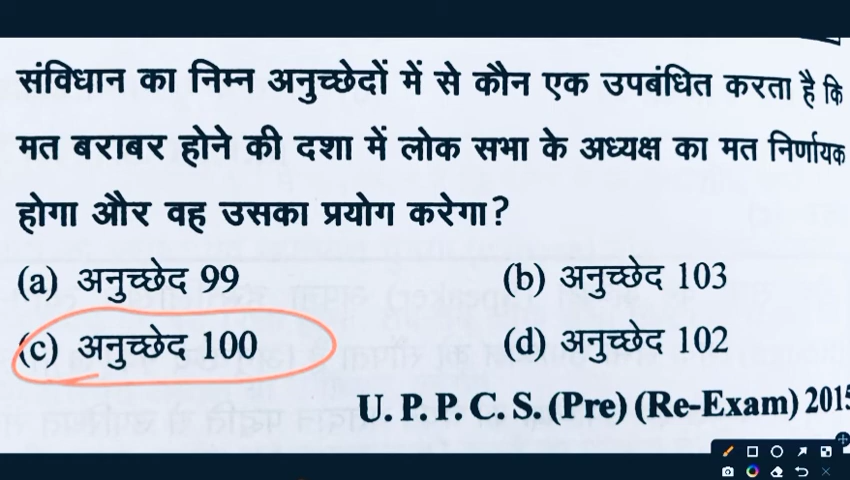 संविधान का निम्न अनुच्छेदों में से कौन एक उपबंधित करता है कि
मत बराबर होने की दशा में लोक सभा के अध्यक्ष का मत निर्णायक
होगा और वह उसका प्रयोग करेगा?
(a) अनुच्छेद 99
(b) अनुच्छेद 103
(c) अनुच्छेद 100
(d) अनुच्छेद 102
U. P. P. C. S. (Pre) (Re-Exam) 2015